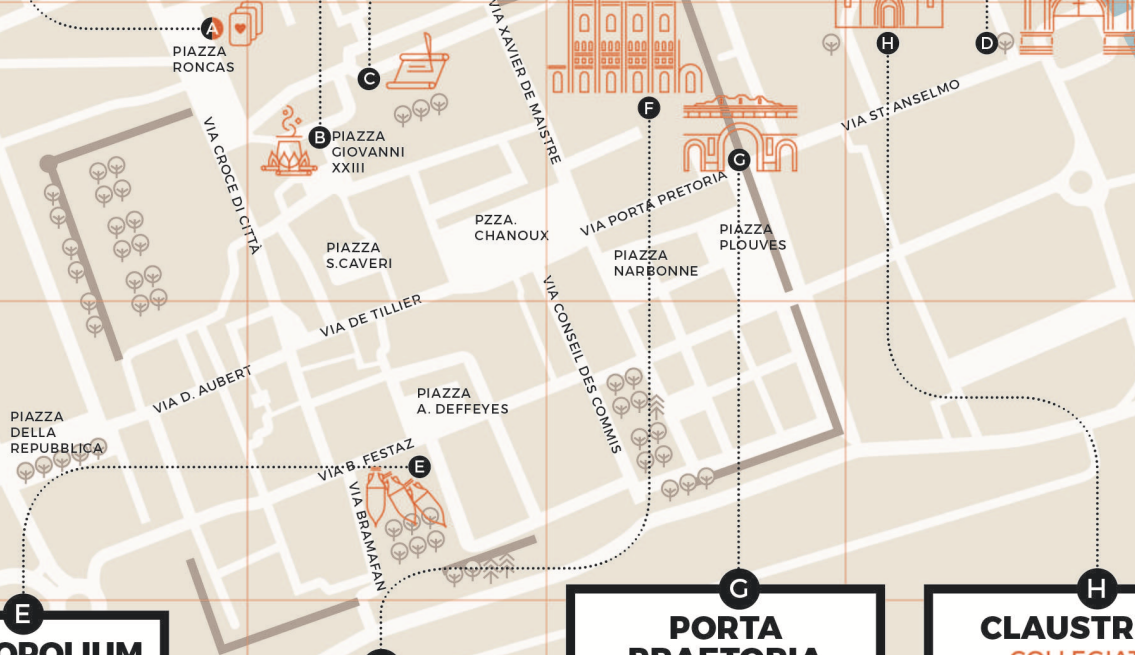 A
PIAZZA
RONCAS
C
B
PIAZZA
GIOVANNI
XXIII
VIA CROCE DI CITTÀ
VIA XAVIER DE MAISTRE
F
H
D
VIA ST. ANSELMO
G
VIA PORTA PRETORIA
PZZA.
CHANOUX
PIAZZA
S.CAVERI
PIAZZA
NARBONNE
PIAZZA
PLOUVES
VIA DE TILLIER
VIA CONSEIL DES COMMIS
VIA D. AUBERT
PIAZZA
A. DEFFEYES
PIAZZA
DELLA
REPUBBLICA
VIA B. FESTAZ
E
VIA BRAMAFAN
E
G
PORTA
PRAETORIA
H
CLAUSTR